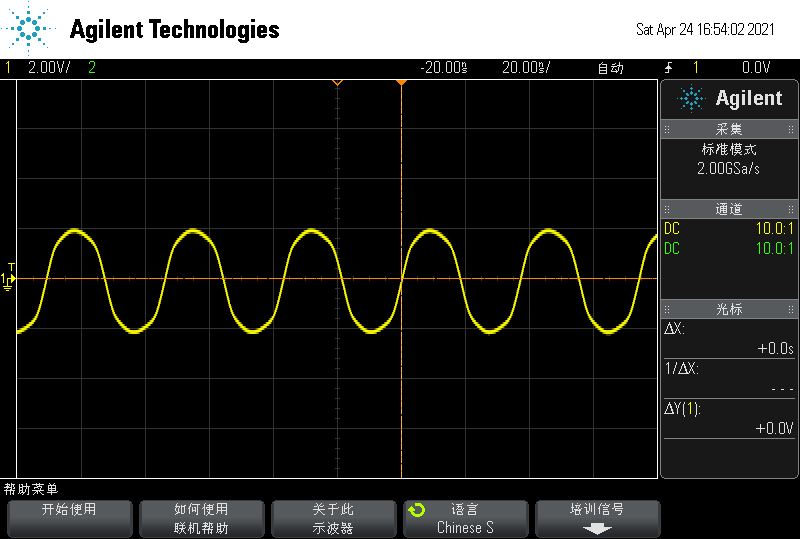 Agilent Technologies
Sat Apr 24 16:54:02 2021
1 2.00V/ 2 -20.00ns 20.00ns/ 自动 1 0.0V
Agilent
采集
标准模式
2.00GSa/s
通道
DC 10.0:1
DC 10.0:1
光标
ΔX:
+0.0s
1/ΔX:
---
ΔY(1):
+0.0V
T
1
帮助菜单
开始使用
如何使用
联机帮助
关于此
示波器
语言
Chinese S
培训信号